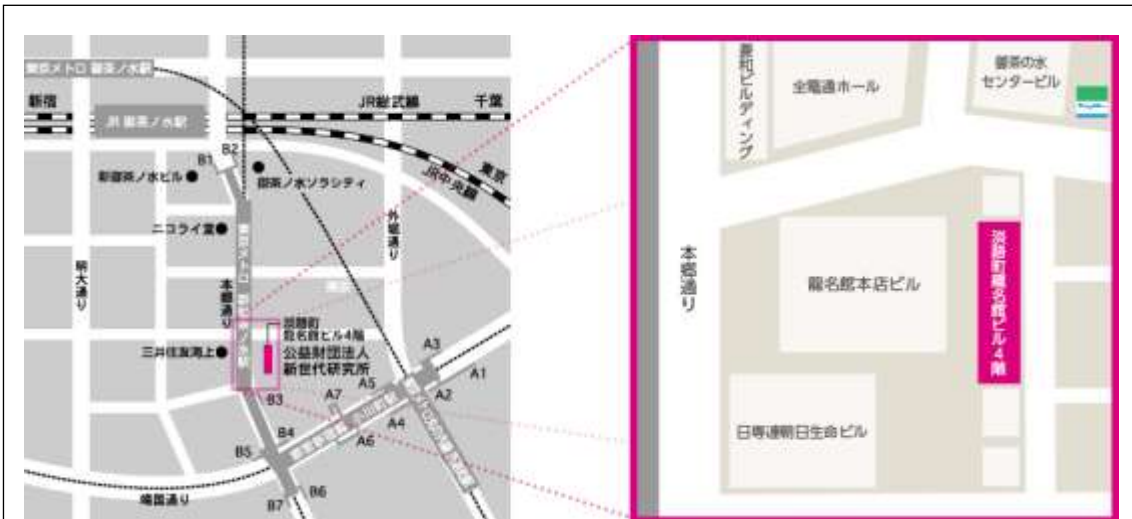 東京メトロ 御茶ノ水駅
新宿
JR 御茶ノ水駅
JR総武線
千葉
東京
JR中央線
B1
B2
新御茶ノ水ビル
御茶ノ水ソラシティ
ニコライ堂
外堀通り
明大通り
本郷通り
淡路町
龍名館ビル4階
公益財団法人
新世代研究所
三井住友海上
A3
A1
A2
A5
A7
A4
A6
B3
B4
B5
B6
B7
靖国通り
全電通ホール
御茶の水
センタービル
本郷通り
龍名館本店ビル
淡路町龍名館ビル4階
日専連朝日生命ビル